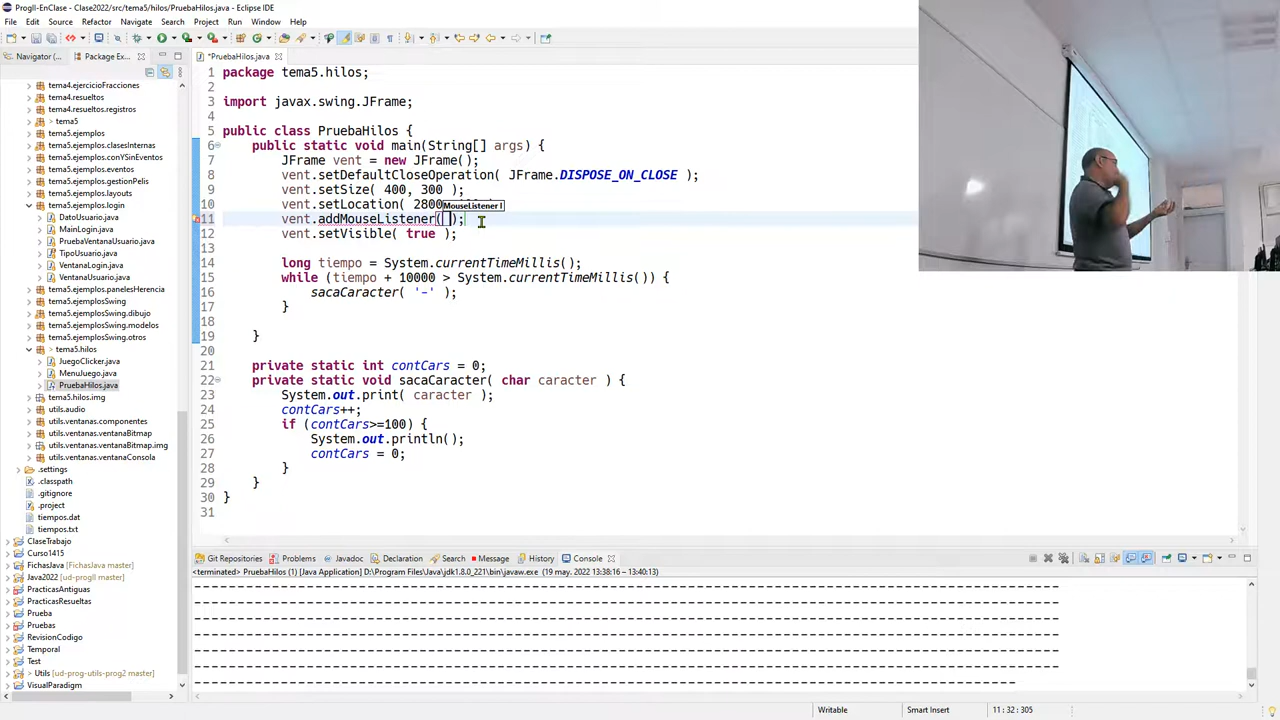 ProgII-EnClase - Clase2022/src/tema5/hilos/PruebaHilos.java - Eclipse IDE
File Edit Source Refactor Navigate Search Project Run Window Help
Navigator (... Package Ex...
*PruebaHilos.java
tema4.ejercicioFracciones
tema4.resueltos
tema4.resueltos.registros
> tema5
tema5.ejemplos
tema5.ejemplos.clasesInternas
tema5.ejemplos.conYSinEventos
tema5.ejemplos.eventos
tema5.ejemplos.gestionPelis
tema5.ejemplos.layouts
tema5.ejemplos.login
DatoUsuario.java
MainLogin.java
PruebaVentanaUsuario.java
TipoUsuario.java
VentanaLogin.java
VentanaUsuario.java
tema5.ejemplos.panelesHerencia
tema5.ejemplosSwing
tema5.ejemplosSwing.dibujo
tema5.ejemplosSwing.modelos
tema5.ejemplosSwing.otros
> tema5.hilos
JuegoClicker.java
MenuJuego.java
PruebaHilos.java
tema5.hilos.img
utils.audio
utils.ventanas.componentes
utils.ventanas.ventanaBitmap
utils.ventanas.ventanaBitmap.img
utils.ventanas.ventanaConsola
.settings
.classpath
.gitignore
.project
tiempos.dat
tiempos.txt
ClaseTrabajo
Curso1415
FichasJava [FichasJava master]
Java2022 [ud-progII master]
PracticasAntiguas
PracticasResueltas
Prueba
Pruebas
RevisionCodigo
Temporal
Test
> Utils [ud-prog-utils-prog2 master]
VisualParadigm
1 package tema5.hilos;
2
3 import javax.swing.JFrame;
4
5 public class PruebaHilos {
6 public static void main(String[] args) {
7 JFrame vent = new JFrame();
8 vent.setDefaultCloseOperation( JFrame.DISPOSE_ON_CLOSE );
9 vent.setSize( 400, 300 );
10 vent.setLocation( 2800
MouseListener l
11 vent.addMouseListener();
12 vent.setVisible( true );
13
14 long tiempo = System.currentTimeMillis();
15 while (tiempo + 10000 > System.currentTimeMillis()) {
16 sacaCaracter( '-' );
17 }
18
19 }
20
21 private static int contCars = 0;
22 private static void sacaCaracter( char caracter ) {
23 System.out.print( caracter );
24 contCars++;
25 if (contCars>=100) {
26 System.out.println();
27 contCars = 0;
28 }
29 }
30 }
31
Git Repositories Problems Javadoc Declaration Search Message History Console
<terminated> PruebaHilos (1) [Java Application] D:\Program Files\Java\jdk1.8.0_221\bin\javaw.exe (19 may. 2022 13:38:16 – 13:40:13)
Writable Smart Insert 11 : 32 : 305